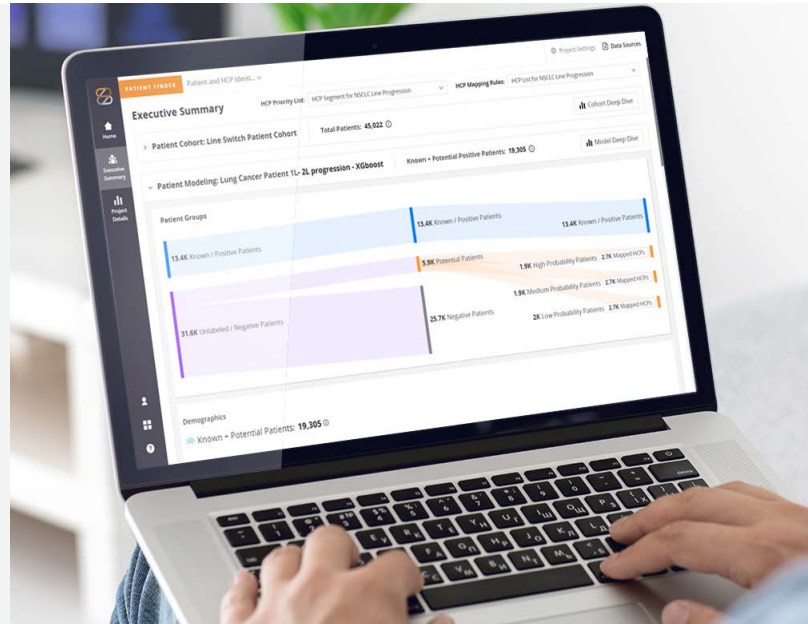 Project Settings
Data Sources
PATIENT FINDER
Patient and HCP Identi...
Executive Summary
HCP Priority List:
HCP Segment for NSCLC Line Progression
HCP Mapping Rules:
HCP List for NSCLC Line Progression
Home
Patient Cohort: Line Switch Patient Cohort
Total Patients: 45,022
Cohort Deep Dive
Executive
Summary
Patient Modeling: Lung Cancer Patient 1L- 2L progression - XGboost
Known + Potential Positive Patients: 19,305
Model Deep Dive
Project
Details
Patient Groups
13.4K Known / Positive Patients
13.4K Known / Positive Patients
13.4K Known / Positive Patients
5.9K Potential Patients
1.9K High Probability Patients 2.7K Mapped HCPs
1.9K Medium Probability Patients 2.7K Mapped HCPs
2K Low Probability Patients 2.7K Mapped HCPs
31.6K Unlabeled / Negative Patients
25.7K Negative Patients
Demographics
Known + Potential Patients: 19,305